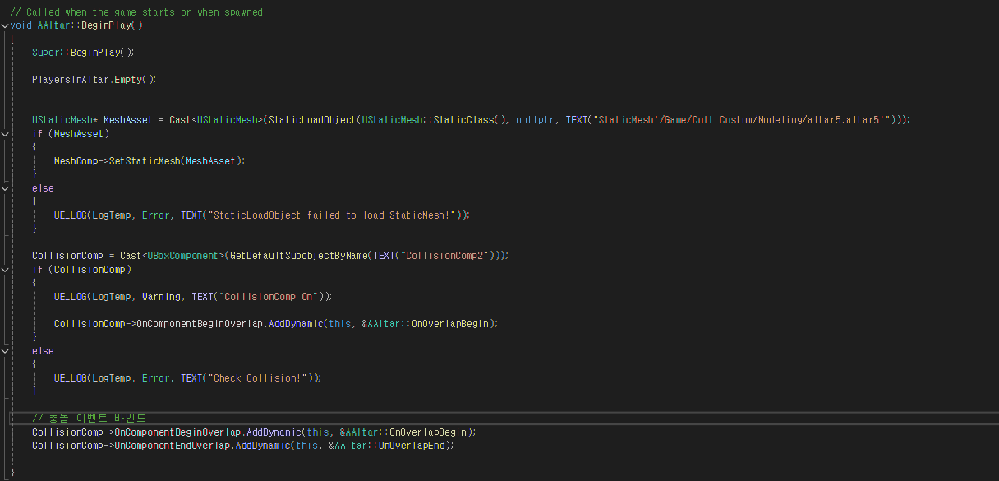 // Called when the game starts or when spawned
void AAltar::BeginPlay()
{
Super::BeginPlay();
PlayersInAltar.Empty();
UStaticMesh* MeshAsset = Cast<UStaticMesh>(StaticLoadObject(UStaticMesh::StaticClass(), nullptr, TEXT("StaticMesh'/Game/Cult_Custom/Modeling/altar5.altar5'")));
if (MeshAsset)
{
MeshComp->SetStaticMesh(MeshAsset);
}
else
{
UE_LOG(LogTemp, Error, TEXT("StaticLoadObject failed to load StaticMesh!"));
}
CollisionComp = Cast<UBoxComponent>(GetDefaultSubobjectByName(TEXT("CollisionComp2")));
if (CollisionComp)
{
UE_LOG(LogTemp, Warning, TEXT("CollisionComp On"));
CollisionComp->OnComponentBeginOverlap.AddDynamic(this, &AAltar::OnOverlapBegin);
}
else
{
UE_LOG(LogTemp, Error, TEXT("Check Collision!"));
}
// 충돌 이벤트 바인드
CollisionComp->OnComponentBeginOverlap.AddDynamic(this, &AAltar::OnOverlapBegin);
CollisionComp->OnComponentEndOverlap.AddDynamic(this, &AAltar::OnOverlapEnd);
}